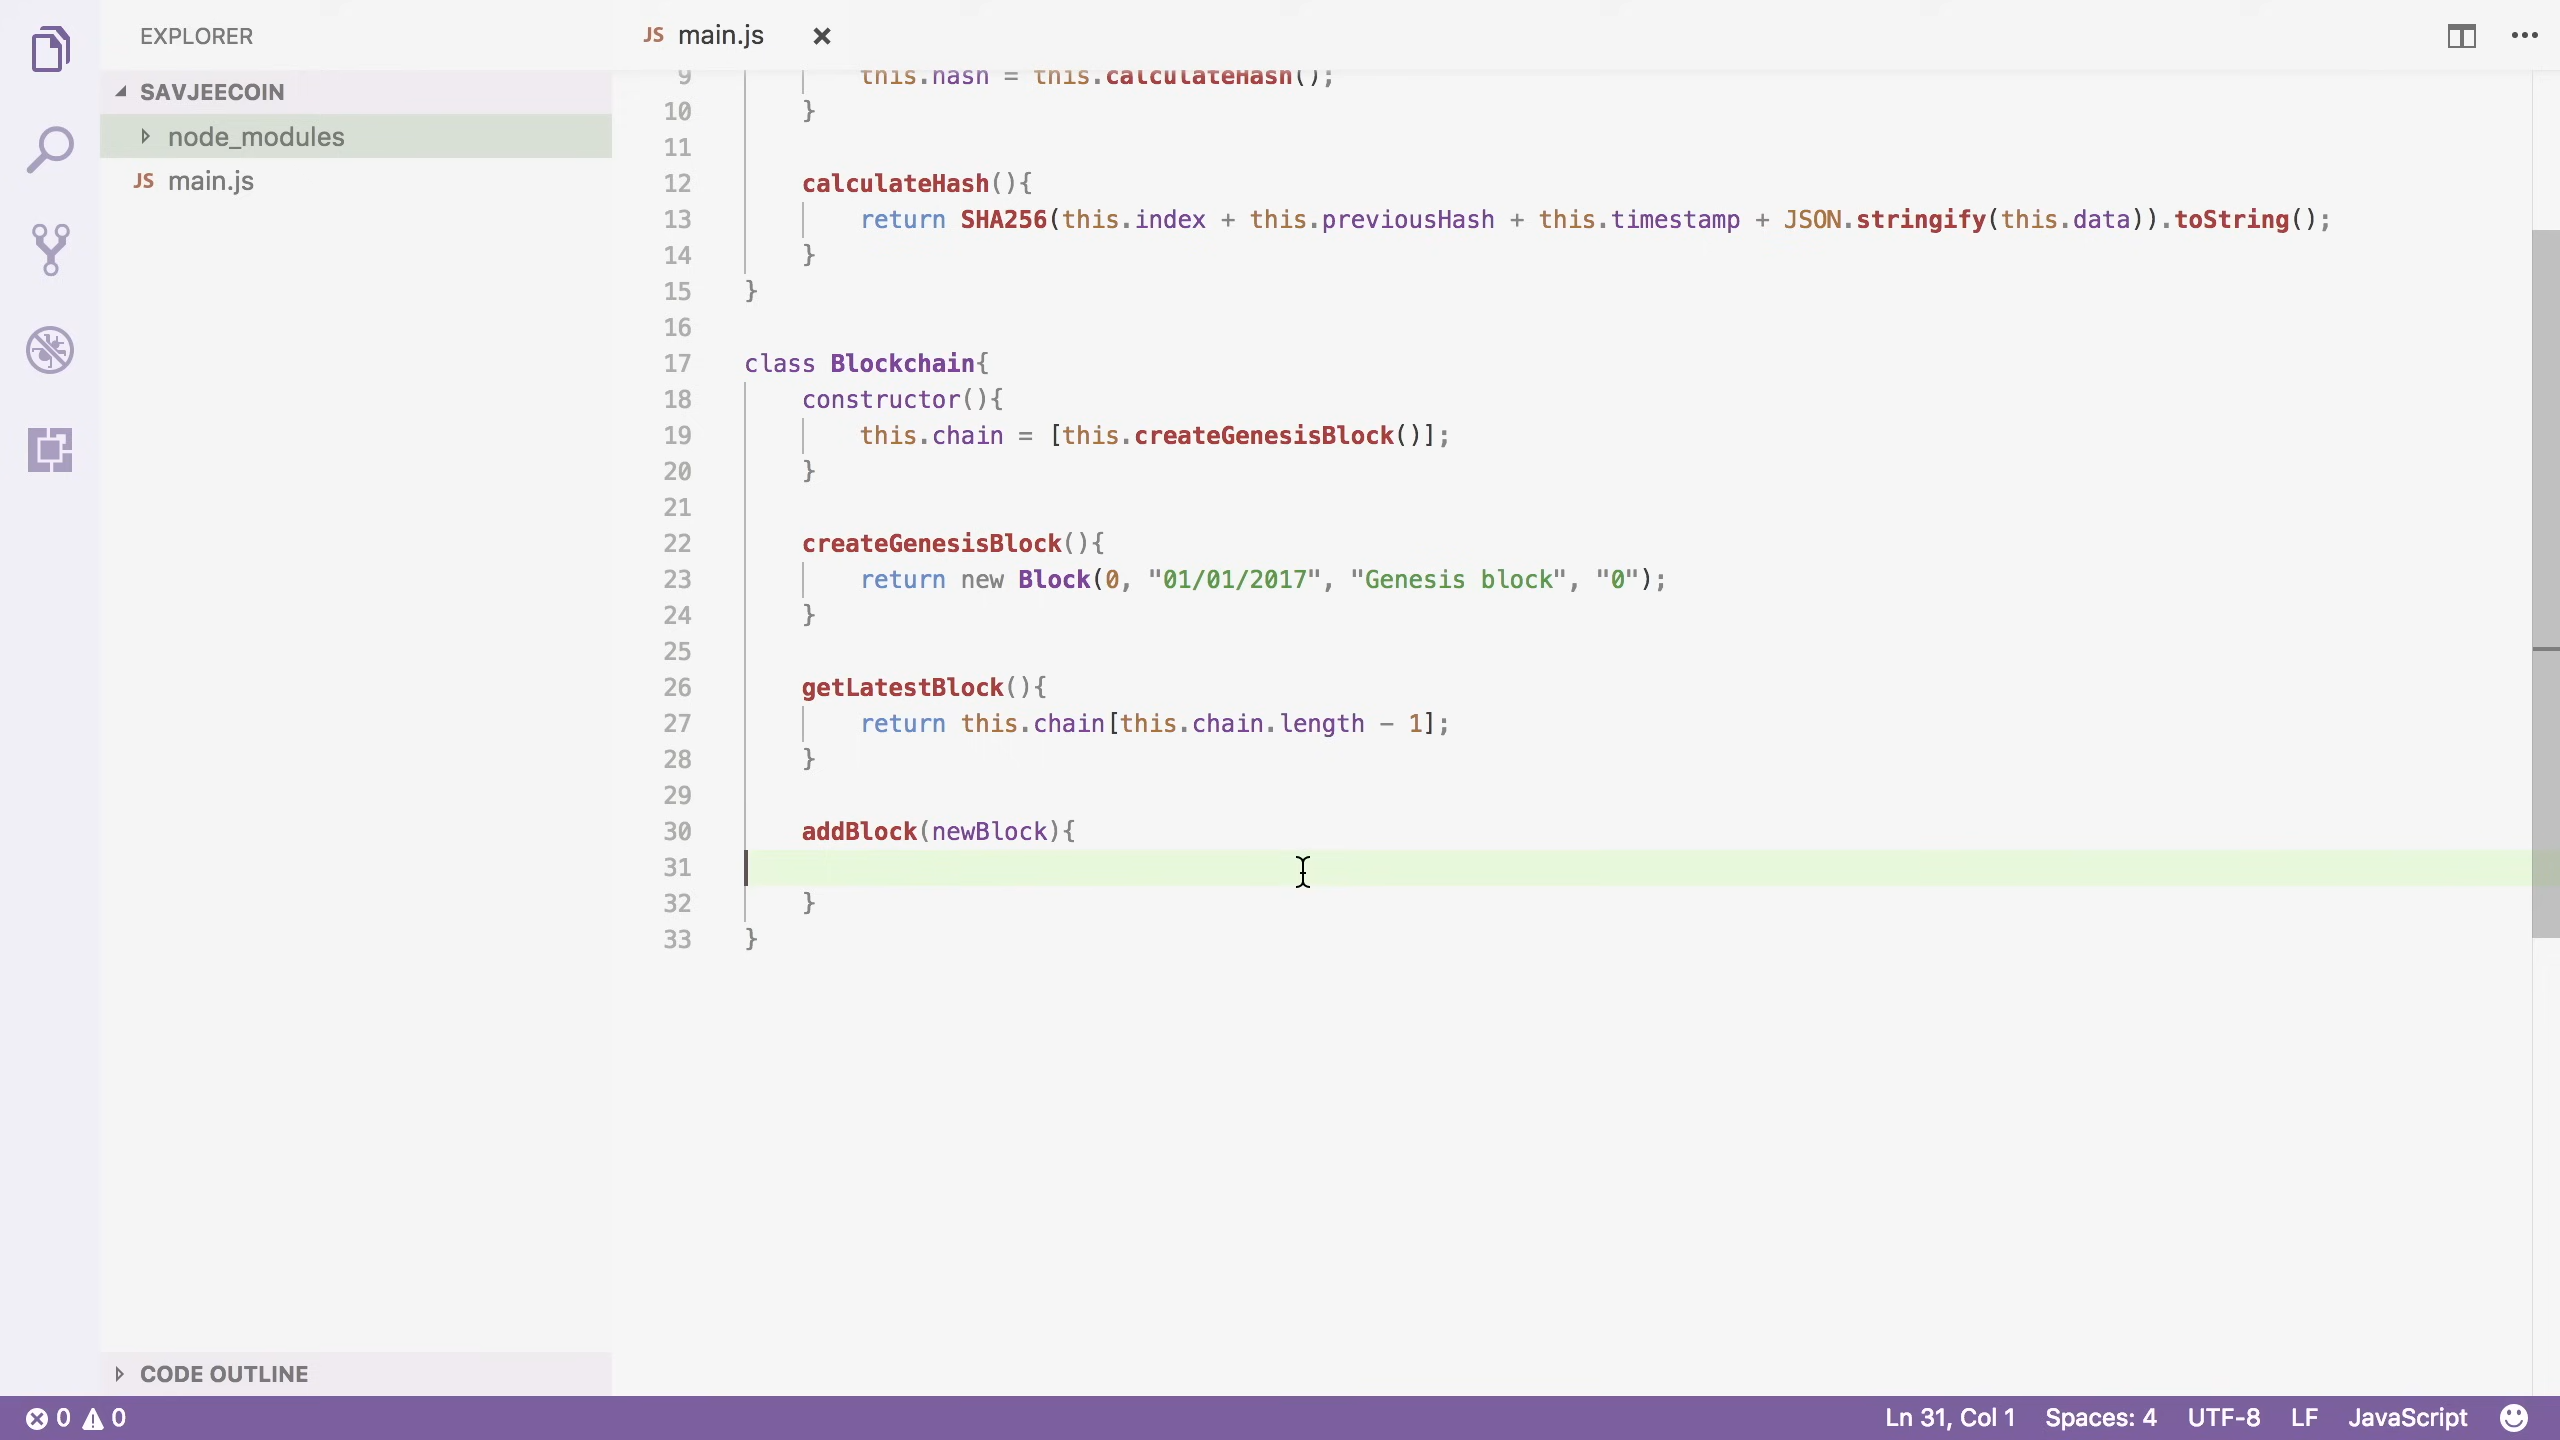 EXPLORER
SAVJEECOIN
node_modules
JS main.js
CODE OUTLINE
JS main.js
9 this.hash = this.calculateHash();
10 }
11
12 calculateHash(){
13 return SHA256(this.index + this.previousHash + this.timestamp + JSON.stringify(this.data)).toString();
14 }
15 }
16
17 class Blockchain{
18 constructor(){
19 this.chain = [this.createGenesisBlock()];
20 }
21
22 createGenesisBlock(){
23 return new Block(0, "01/01/2017", "Genesis block", "0");
24 }
25
26 getLatestBlock(){
27 return this.chain[this.chain.length - 1];
28 }
29
30 addBlock(newBlock){
31
32 }
33 }
0 0 Ln 31, Col 1 Spaces: 4 UTF-8 LF JavaScript